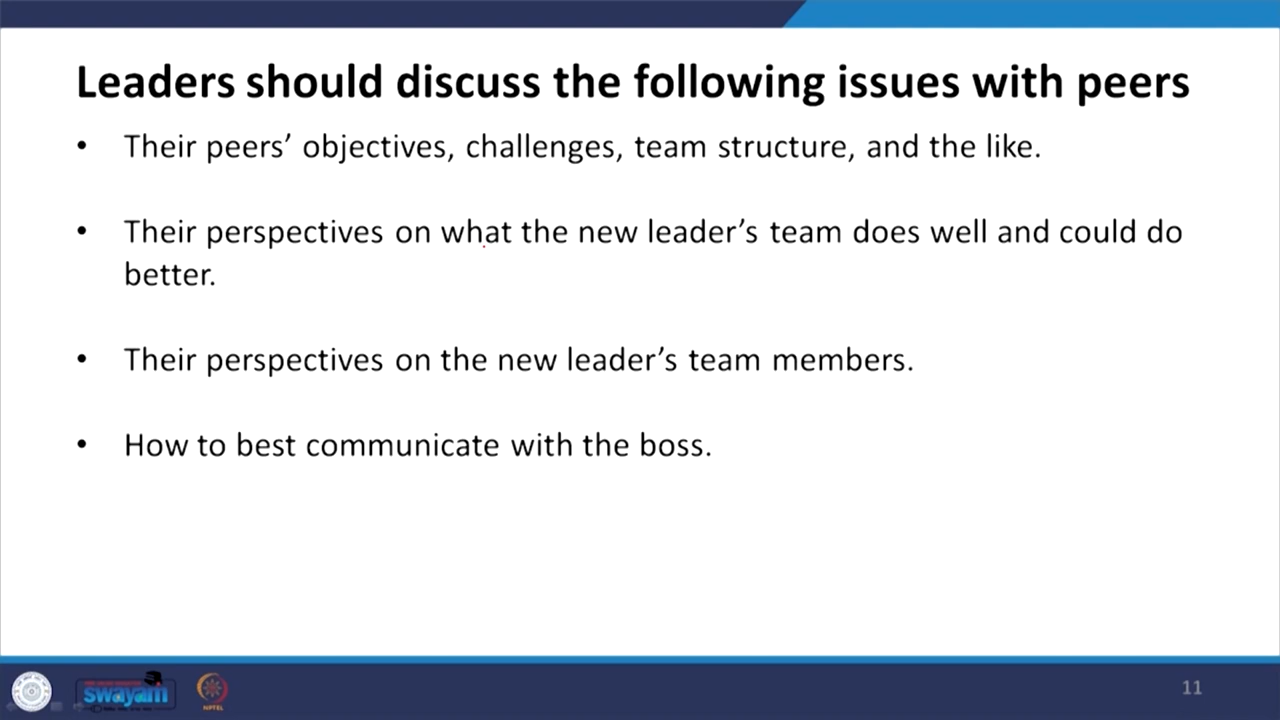 Leaders should discuss the following issues with peers
• Their peers’ objectives, challenges, team structure, and the like.
• Their perspectives on what the new leader’s team does well and could do
better.
• Their perspectives on the new leader’s team members.
• How to best communicate with the boss.
swayam
NPTEL
11